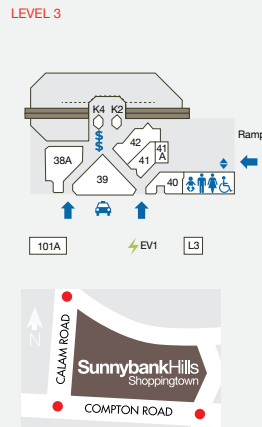 LEVEL 3
K4 K2
$
$
$
42
41
A
38A
41
39
40
Ramp
101A
EV1
L3
N
CALAM ROAD
SunnybankHills
Shoppingtown
COMPTON ROAD